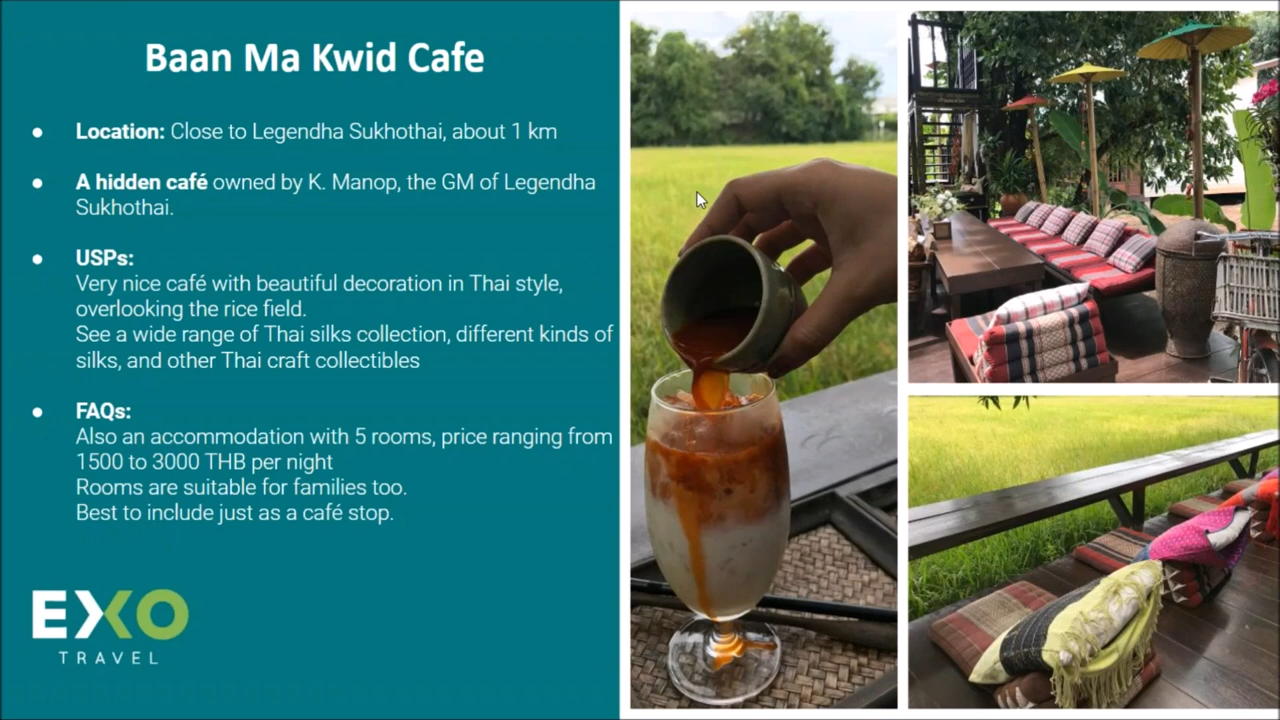 Baan Ma Kwid Cafe
● Location: Close to Legendha Sukhothai, about 1 km
● A hidden café owned by K. Manop, the GM of Legendha
Sukhothai.
● USPs:
Very nice café with beautiful decoration in Thai style,
overlooking the rice field.
See a wide range of Thai silks collection, different kinds of
silks, and other Thai craft collectibles
● FAQs:
Also an accommodation with 5 rooms, price ranging from
1500 to 3000 THB per night
Rooms are suitable for families too.
Best to include just as a café stop.
EXO
TRAVEL